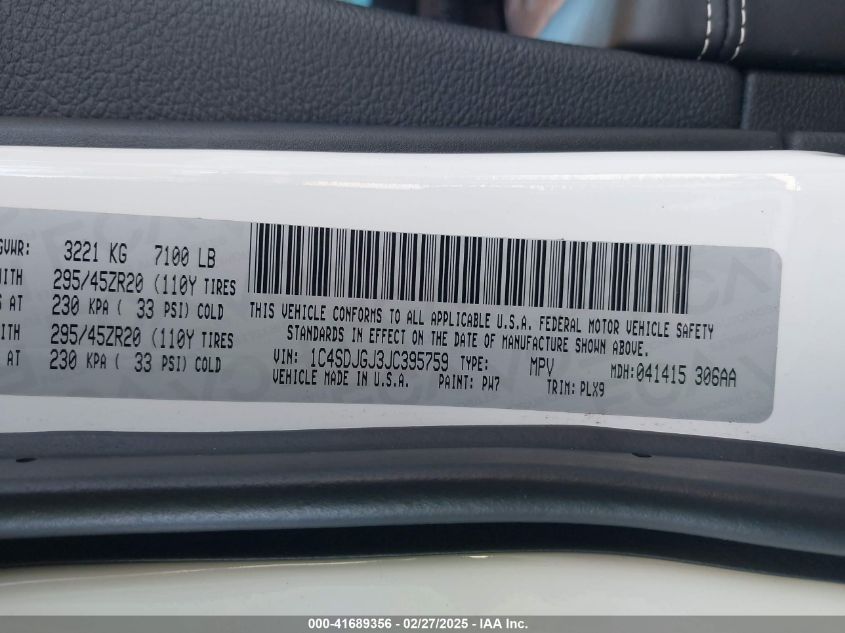 GVWR: 3221 KG 7100 LB
WITH 295/45ZR20 (110Y TIRES
AT 230 KPA ( 33 PSI) COLD
WITH 295/45ZR20 (110Y TIRES
AT 230 KPA ( 33 PSI) COLD
THIS VEHICLE CONFORMS TO ALL APPLICABLE U.S.A. FEDERAL MOTOR VEHICLE SAFETY
STANDARDS IN EFFECT ON THE DATE OF MANUFACTURE SHOWN ABOVE.
VIN: 1C4SDJGJ3JC395759 TYPE: MPV MDH:041415 306AA
VEHICLE MADE IN U.S.A. PAINT: PW7 TRIM: PLX9
000-41689356 - 02/27/2025 - IAA Inc.